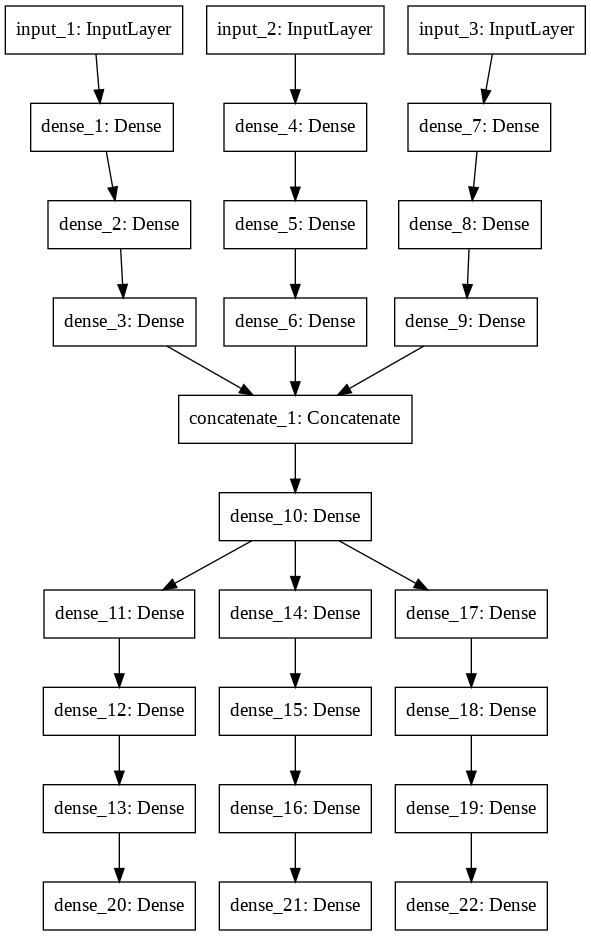 input_1: InputLayer
input_2: InputLayer
input_3: InputLayer
dense_1: Dense
dense_4: Dense
dense_7: Dense
dense_2: Dense
dense_5: Dense
dense_8: Dense
dense_3: Dense
dense_6: Dense
dense_9: Dense
concatenate_1: Concatenate
dense_10: Dense
dense_11: Dense
dense_14: Dense
dense_17: Dense
dense_12: Dense
dense_15: Dense
dense_18: Dense
dense_13: Dense
dense_16: Dense
dense_19: Dense
dense_20: Dense
dense_21: Dense
dense_22: Dense